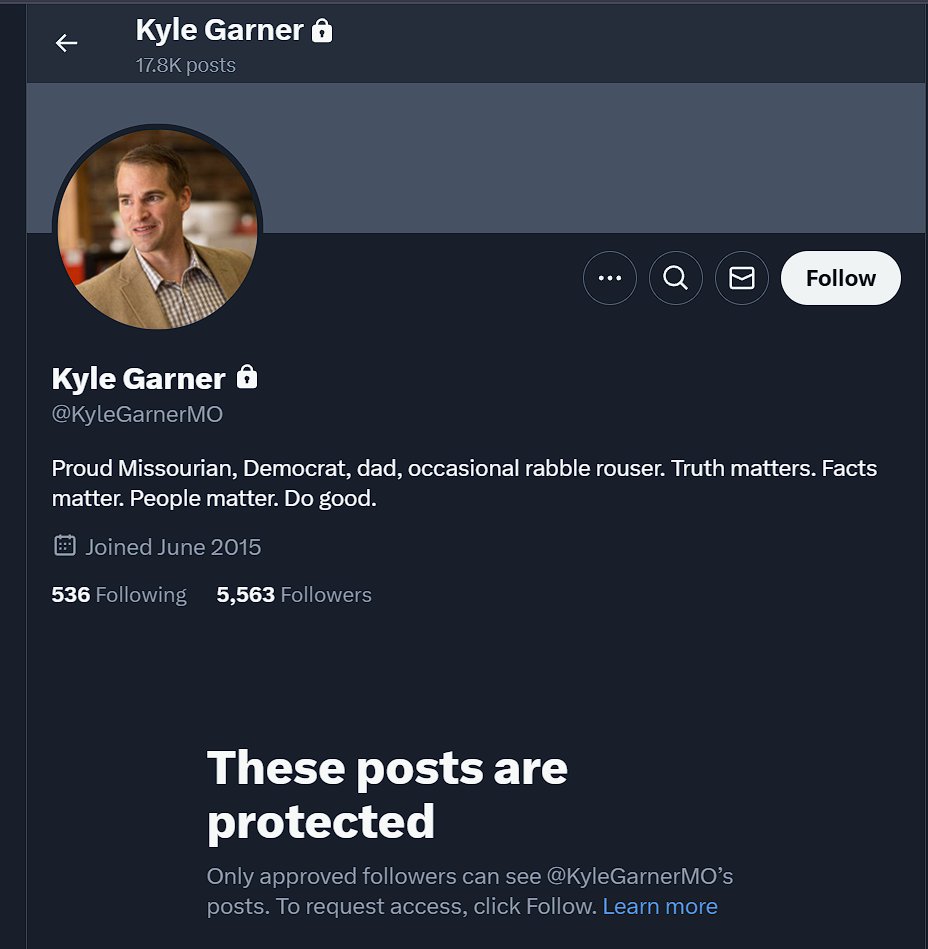 Kyle Garner
17.8K posts
Follow
Kyle Garner
@KyleGarnerMO
Proud Missourian, Democrat, dad, occasional rabble rouser. Truth matters. Facts
matter. People matter. Do good.
Joined June 2015
536 Following 5,563 Followers
These posts are
protected
Only approved followers can see @KyleGarnerMO’s
posts. To request access, click Follow. Learn more